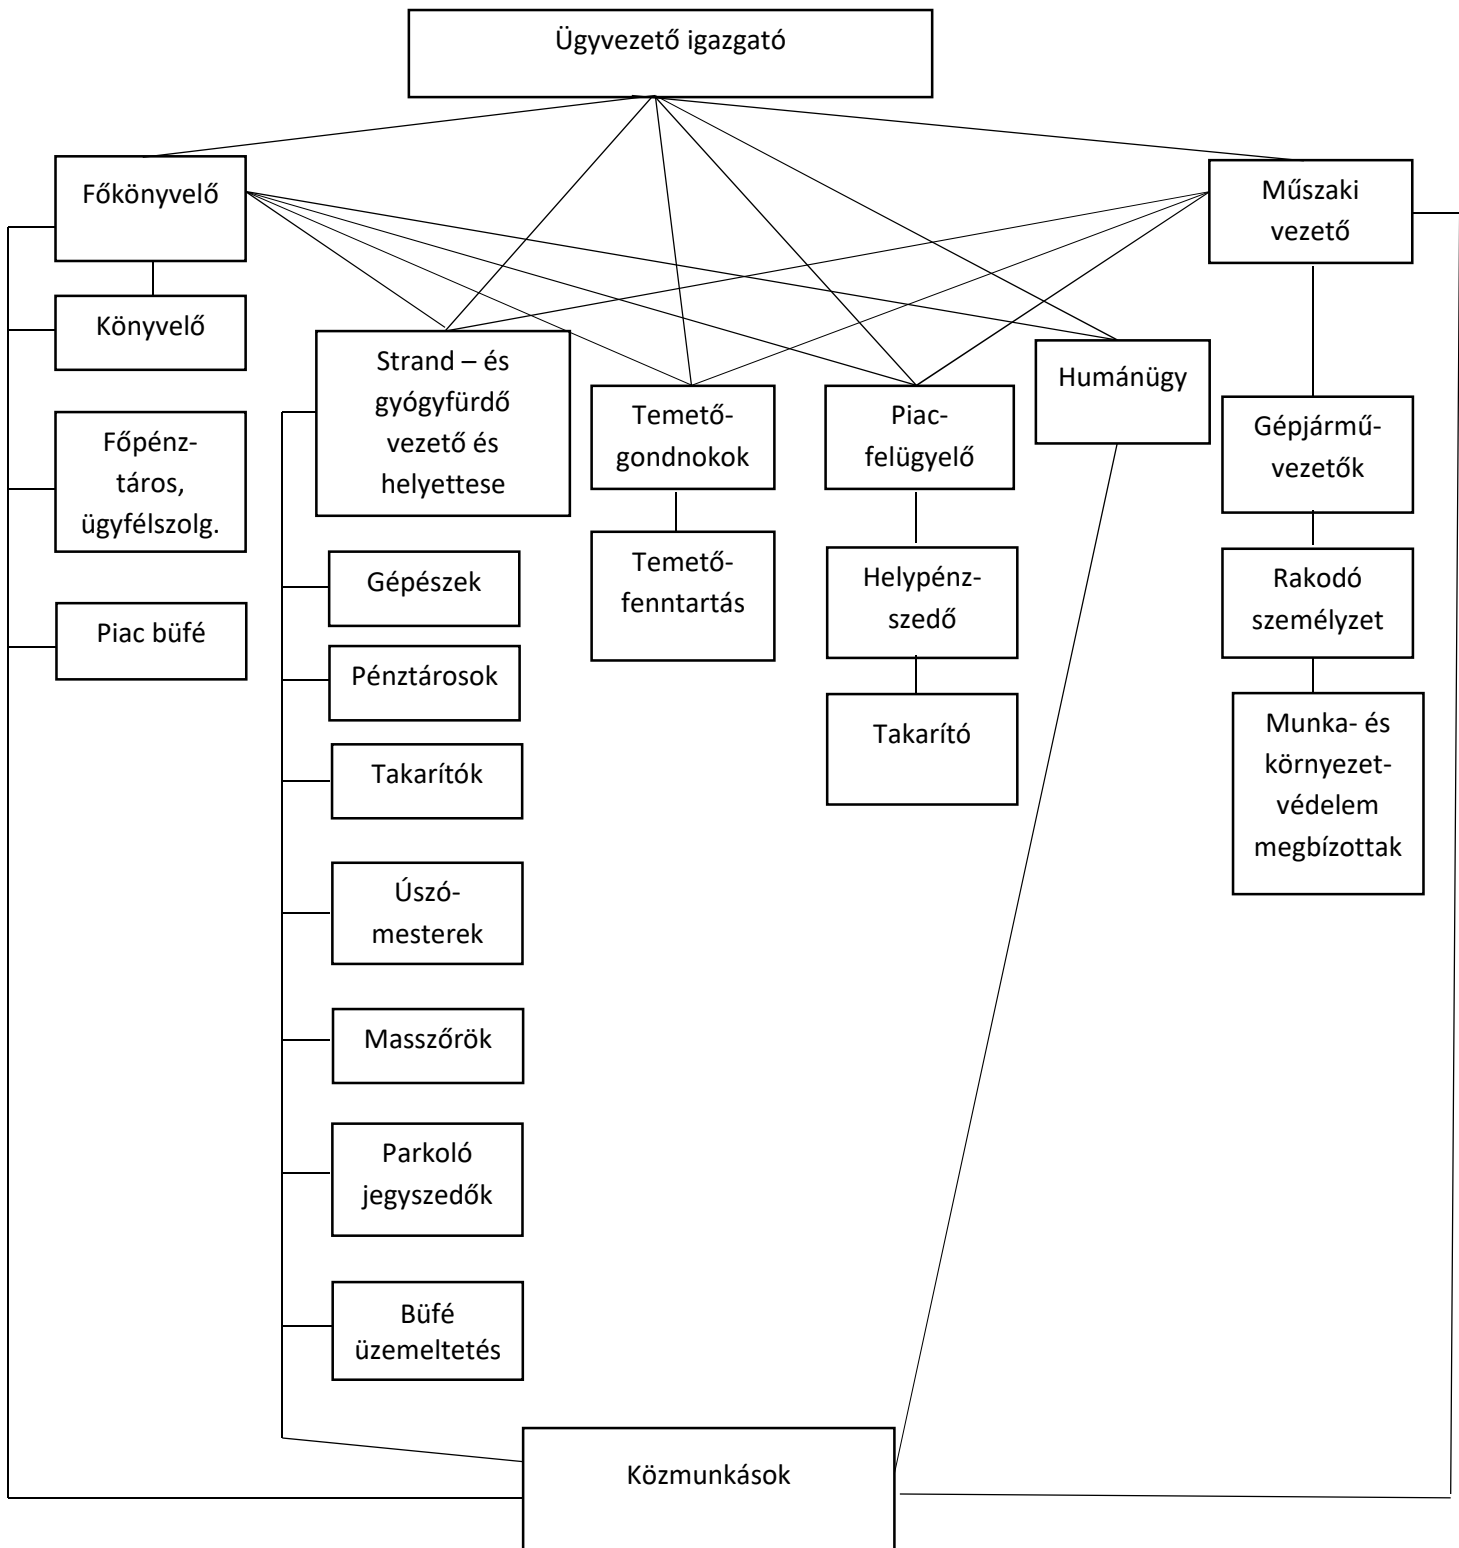 Ügyvezető igazgató
Főkönyvelő
Műszaki
vezető
Könyvelő
Strand – és
gyógyfürdő
vezető és
helyettese
Temető-
gondnokok
Piac-
felügyelő
Humánügy
Gépjármű-
vezetők
Főpénz-
táros,
ügyfélszolg.
Gépészek
Temető-
fenntartás
Helypénz-
szedő
Rakodó
személyzet
Piac büfé
Pénztárosok
Takarító
Munka- és
környezet-
védelem
megbízottak
Takarítók
Úszó-
mesterek
Masszőrök
Parkoló
jegyszedők
Büfé
üzemeltetés
Közmunkások